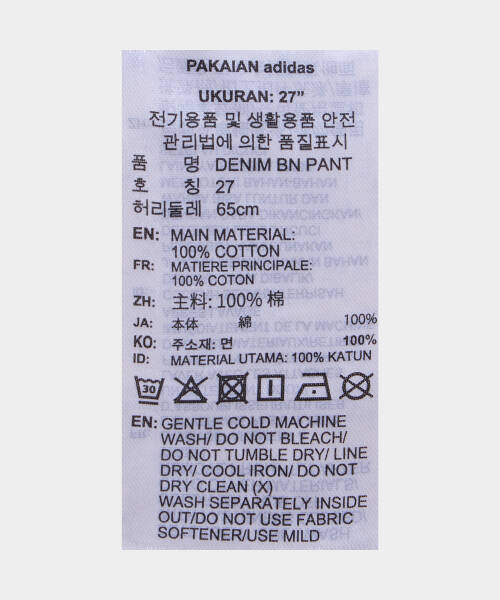 PAKAIAN adidas
UKURAN: 27”
전기용품 및 생활용품 안전
관리법에 의한 품질표시
품 명 DENIM BN PANT
호 칭 27
허리둘레 65cm
EN: MAIN MATERIAL:
100% COTTON
FR: MATIERE PRINCIPALE:
100% COTON
ZH: 主料: 100% 棉
JA: 本体 綿 100%
KO: 주소재: 면 100%
ID: MATERIAL UTAMA: 100% KATUN
30
EN: GENTLE COLD MACHINE
WASH/ DO NOT BLEACH/
DO NOT TUMBLE DRY/ LINE
DRY/ COOL IRON/ DO NOT
DRY CLEAN (X)
WASH SEPARATELY INSIDE
OUT/DO NOT USE FABRIC
SOFTENER/USE MILD